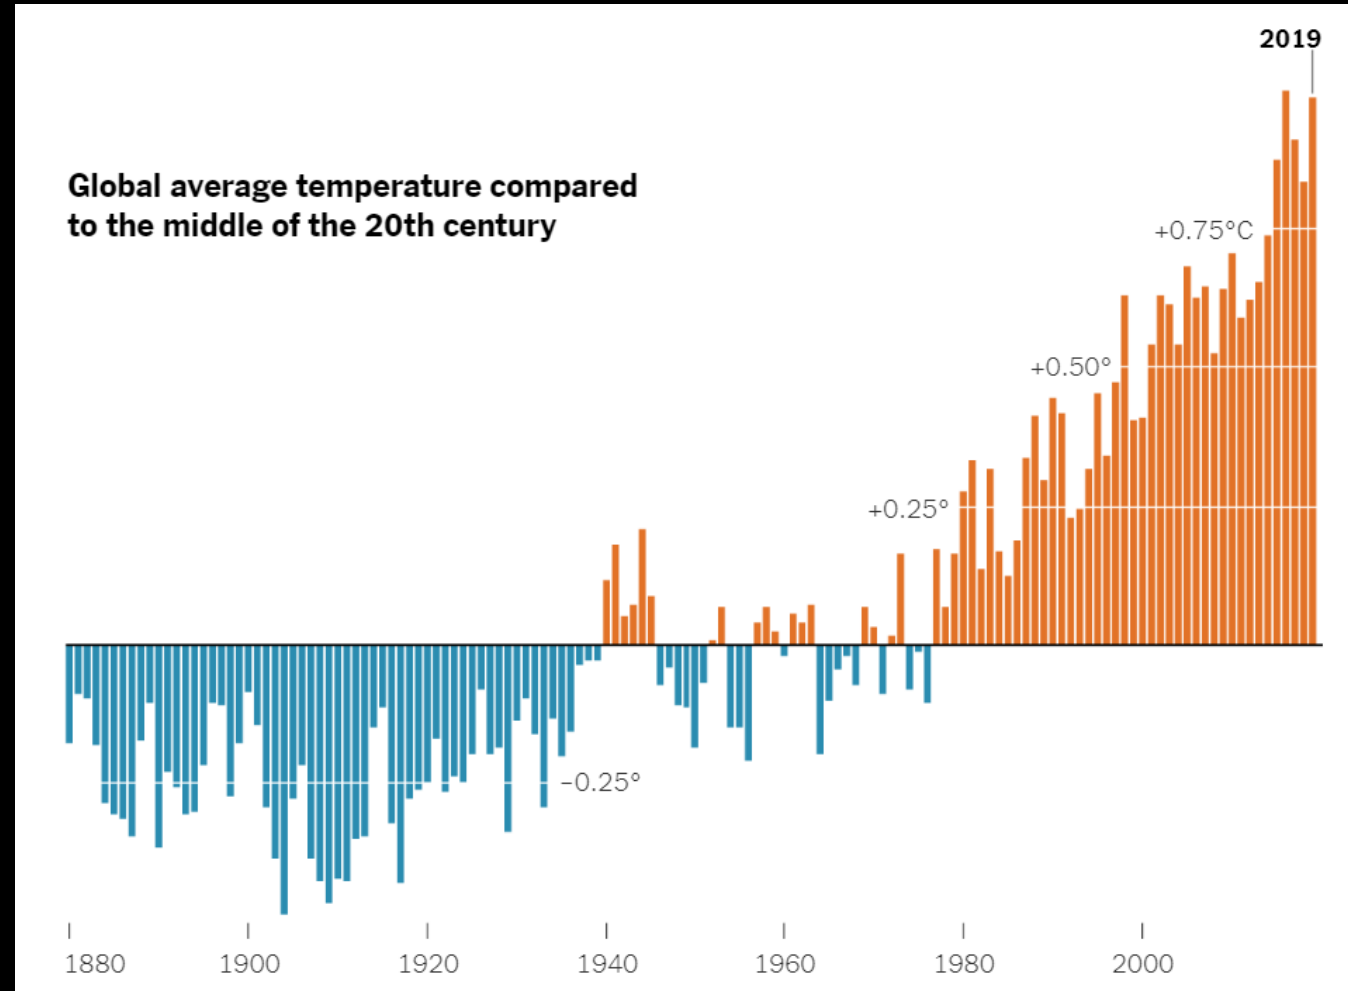 2019
Global average temperature compared
to the middle of the 20th century
+0.75°C
+0.50°
+0.25°
−0.25°
1880 1900 1920 1940 1960 1980 2000